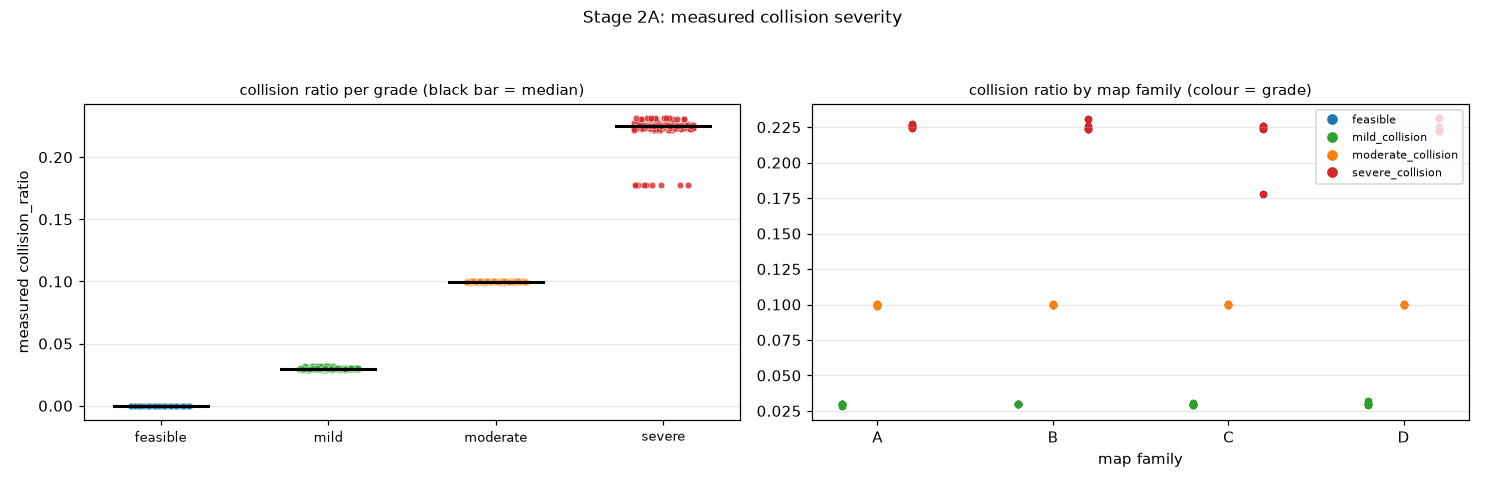 Stage 2A: measured collision severity
collision ratio per grade (black bar = median)
measured collision_ratio
0.20
0.15
0.10
0.05
0.00
feasible
mild
moderate
severe
collision ratio by map family (colour = grade)
0.225
0.200
0.175
0.150
0.125
0.100
0.075
0.050
0.025
feasible
mild_collision
moderate_collision
severe_collision
A
B
C
D
map family